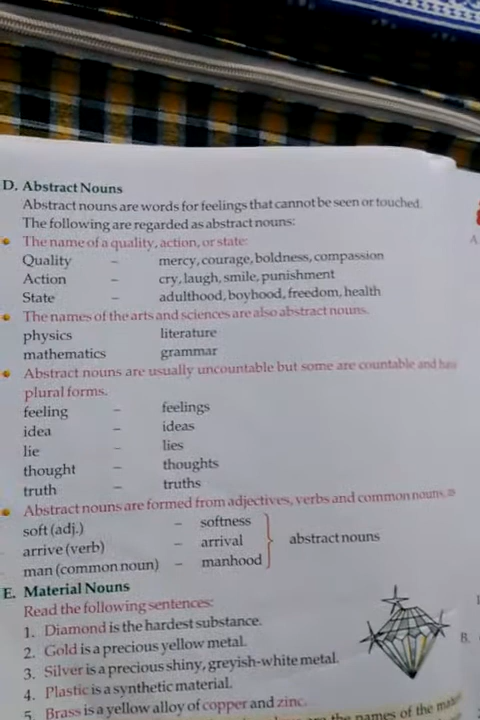 D. Abstract Nouns
Abstract nouns are words for feelings that cannot be seen or touched.
The following are regarded as abstract nouns:
• The name of a quality, action, or state:
Quality – mercy, courage, boldness, compassion
Action – cry, laugh, smile, punishment
State – adulthood, boyhood, freedom, health
• The names of the arts and sciences are also abstract nouns.
physics literature
mathematics grammar
• Abstract nouns are usually uncountable but some are countable and
plural forms.
feeling – feelings
idea – ideas
lie – lies
thought – thoughts
truth – truths
• Abstract nouns are formed from adjectives, verbs and common nouns.
soft (adj.) – softness
arrive (verb) – arrival abstract nouns
man (common noun) – manhood
E. Material Nouns
Read the following sentences:
1. Diamond is the hardest substance.
2. Gold is a precious yellow metal.
3. Silver is a precious shiny, greyish-white metal.
4. Plastic is a synthetic material.
5. Brass is a yellow alloy of copper and zinc.
are the names of the
A
B.